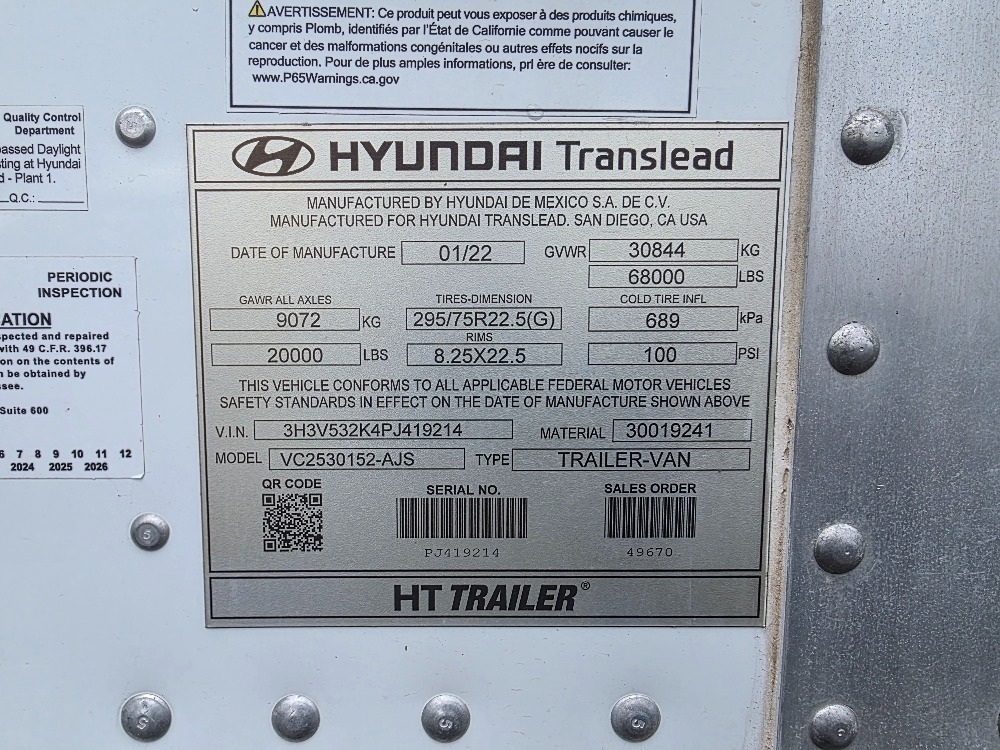 AVERTISSEMENT: Ce produit peut vous exposer à des produits chimiques,
y compris Plomb, identifiés par l'État de Californie comme pouvant causer le
cancer et des malformations congénitales ou autres effets nocifs sur la
reproduction. Pour de plus amples informations, prl ère de consulter:
www.P65Warnings.ca.gov
Quality Control
Department
passed Daylight
sting at Hyundai
d - Plant 1.
Q.C.:
PERIODIC
INSPECTION
ATION
spected and repaired
with 49 C.F.R. 396.17
on on the contents of
n be obtained by
ssee.
Suite 600
6 7 8 9 10 11 12
2024 2025 2026
HYUNDAI Translead
MANUFACTURED BY HYUNDAI DE MEXICO S.A. DE C.V.
MANUFACTURED FOR HYUNDAI TRANSLEAD. SAN DIEGO, CA USA
DATE OF MANUFACTURE 01/22 GVWR 30844 KG
68000 LBS
GAWR ALL AXLES TIRES-DIMENSION COLD TIRE INFL
9072 KG 295/75R22.5(G) 689 kPa
RIMS
20000 LBS 8.25X22.5 100 PSI
THIS VEHICLE CONFORMS TO ALL APPLICABLE FEDERAL MOTOR VEHICLES
SAFETY STANDARDS IN EFFECT ON THE DATE OF MANUFACTURE SHOWN ABOVE
V.I.N. 3H3V532K4PJ419214 MATERIAL 30019241
MODEL VC2530152-AJS TYPE TRAILER-VAN
QR CODE SERIAL NO. SALES ORDER
PJ419214 49670
HT TRAILER®